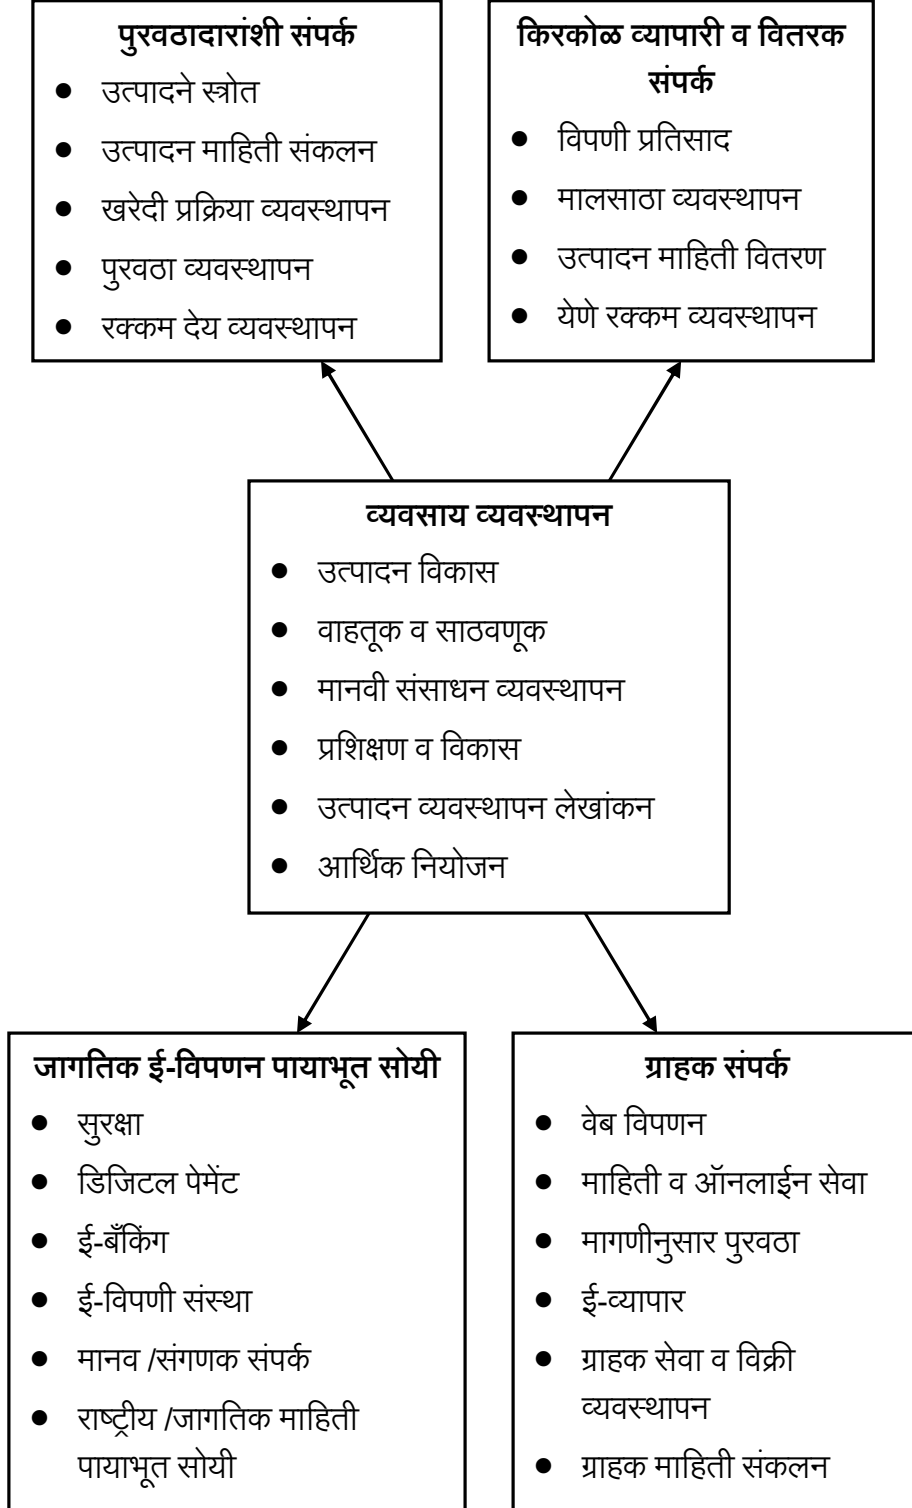 पुरवठादारांशी संपर्क
● उत्पादने स्त्रोत
● उत्पादन माहिती संकलन
● खरेदी प्रक्रिया व्यवस्थापन
● पुरवठा व्यवस्थापन
● रक्कम देय व्यवस्थापन
किरकोळ व्यापारी व वितरक
संपर्क
● विपणी प्रतिसाद
● मालसाठा व्यवस्थापन
● उत्पादन माहिती वितरण
● येणे रक्कम व्यवस्थापन
व्यवसाय व्यवस्थापन
● उत्पादन विकास
● वाहतूक व साठवणूक
● मानवी संसाधन व्यवस्थापन
● प्रशिक्षण व विकास
● उत्पादन व्यवस्थापन लेखांकन
● आर्थिक नियोजन
जागतिक ई-विपणन पायाभूत सोयी
● सुरक्षा
● डिजिटल पेमेंट
● ई-बँकिंग
● ई-विपणी संस्था
● मानव /संगणक संपर्क
● राष्ट्रीय /जागतिक माहिती
पायाभूत सोयी
ग्राहक संपर्क
● वेब विपणन
● माहिती व ऑनलाईन सेवा
● मागणीनुसार पुरवठा
● ई-व्यापार
● ग्राहक सेवा व विक्री
व्यवस्थापन
● ग्राहक माहिती संकलन